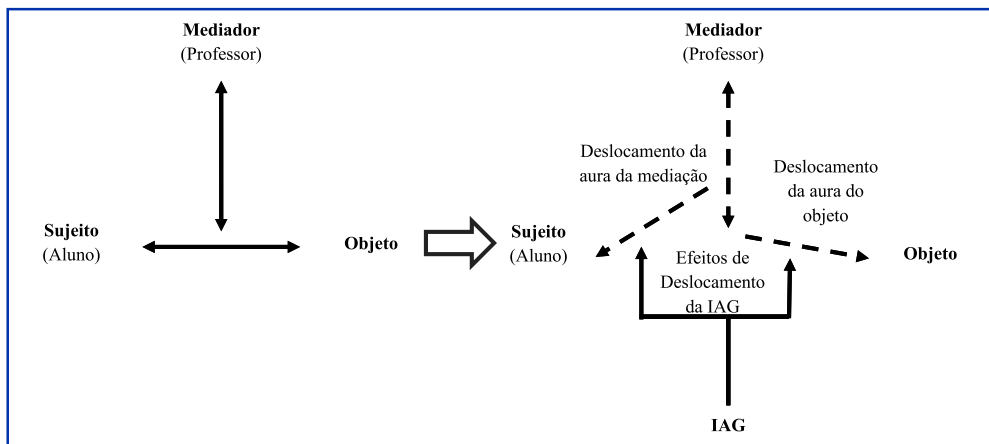 Mediador
(Professor)
Sujeito
(Aluno)
Objeto
Mediador
(Professor)
Deslocamento da
aura da mediação
Deslocamento
da aura do
objeto
Sujeito
(Aluno)
Efeitos de
Deslocamento
da IAG
Objeto
IAG